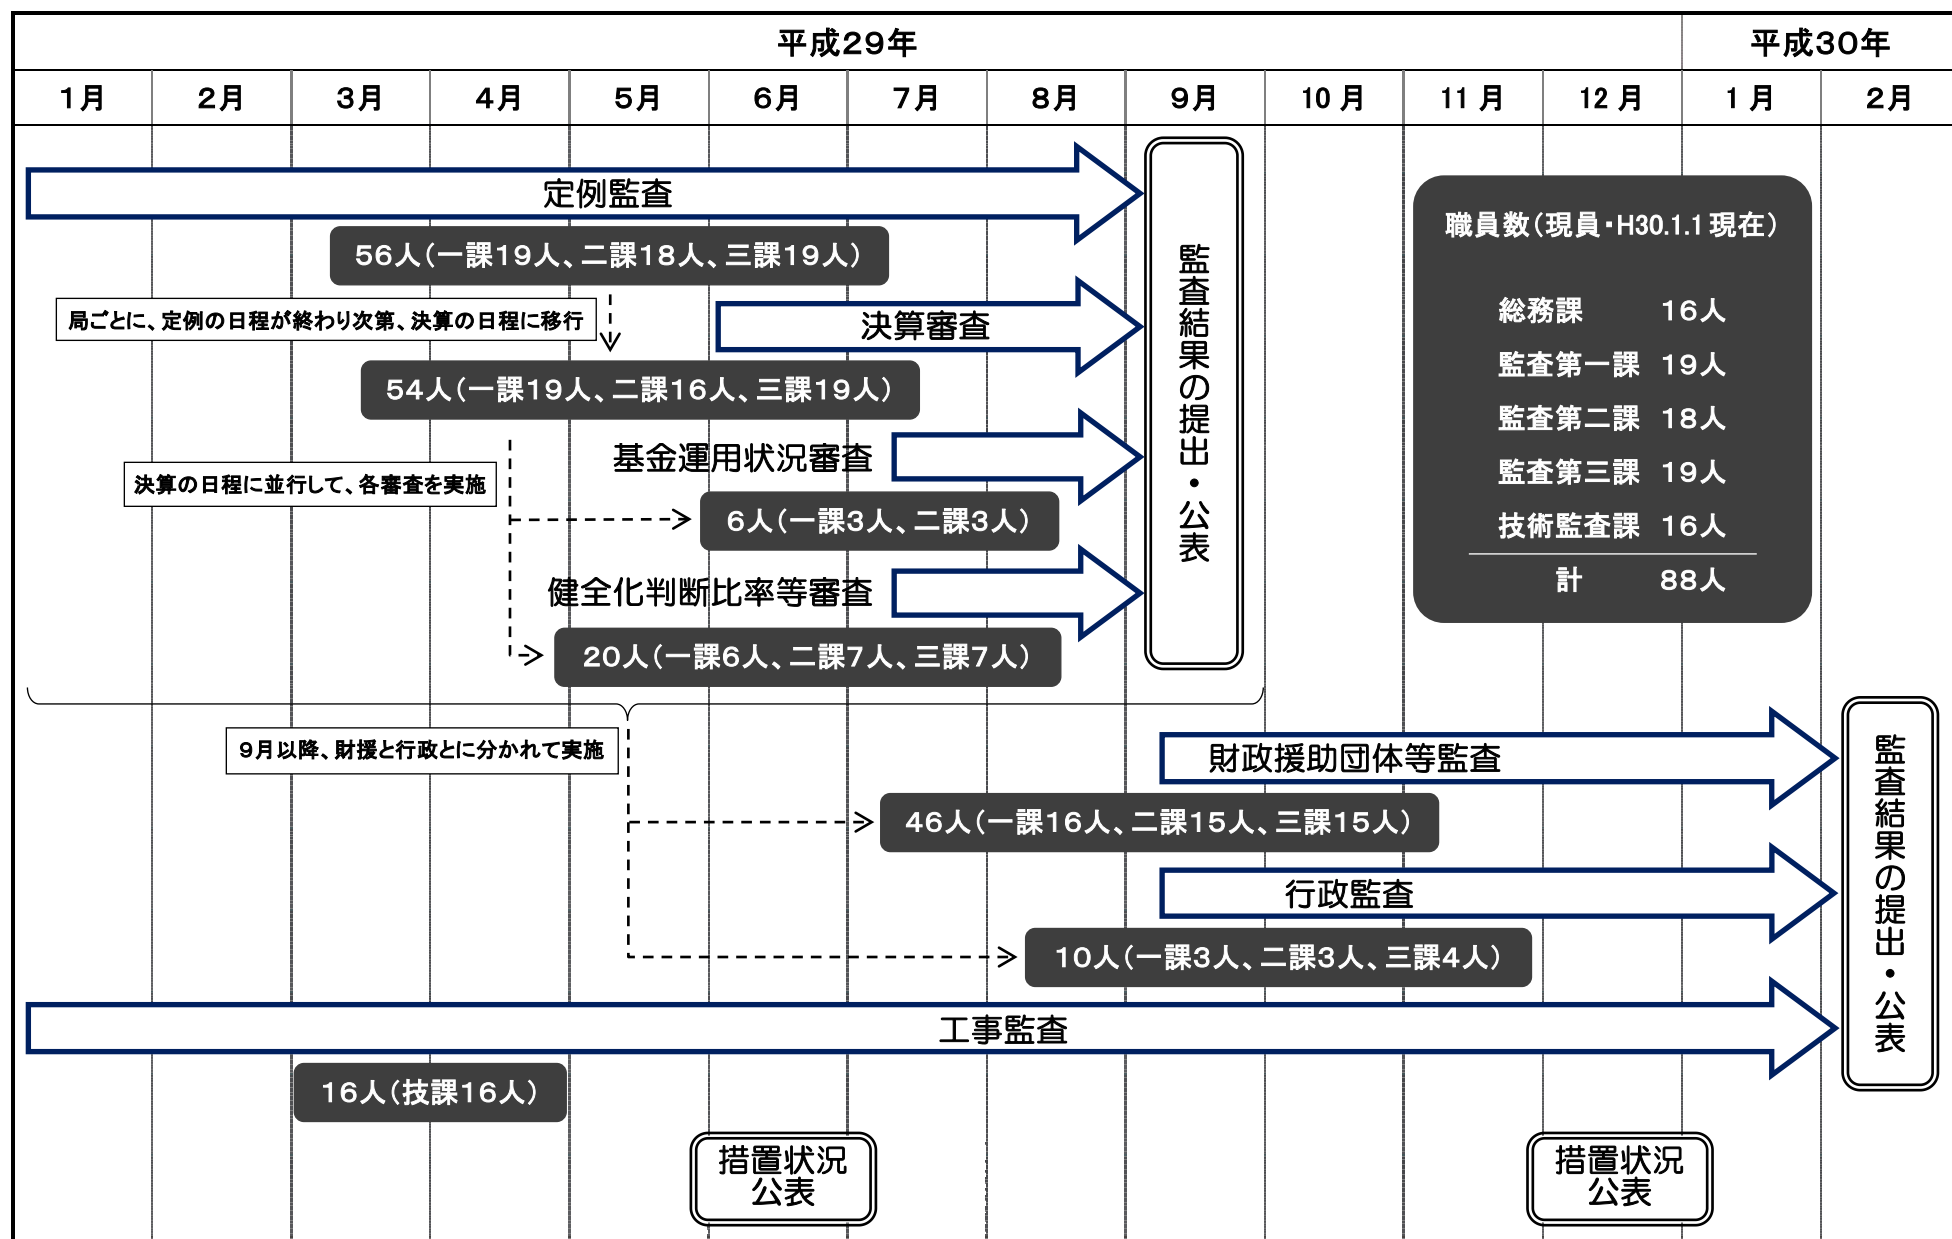 平成29年
平成30年
1月 2月 3月 4月 5月 6月 7月 8月 9月 10月 11月 12月 1月 2月
定例監査
56人(一課19人、二課18人、三課19人)
局ごとに、定例の日程が終わり次第、決算の日程に移行
決算審査
54人(一課19人、二課16人、三課19人)
基金運用状況審査
決算の日程に並行して、各審査を実施
6人(一課3人、二課3人)
健全化判断比率等審査
20人(一課6人、二課7人、三課7人)
監査結果の提出・公表
職員数(現員・H30.1.1現在)
総務課 16人
監査第一課 19人
監査第二課 18人
監査第三課 19人
技術監査課 16人
計 88人
9月以降、財援と行政とに分かれて実施
財政援助団体等監査
46人(一課16人、二課15人、三課15人)
行政監査
10人(一課3人、二課3人、三課4人)
工事監査
16人(技課16人)
監査結果の提出・公表
措置状況
公表
措置状況
公表